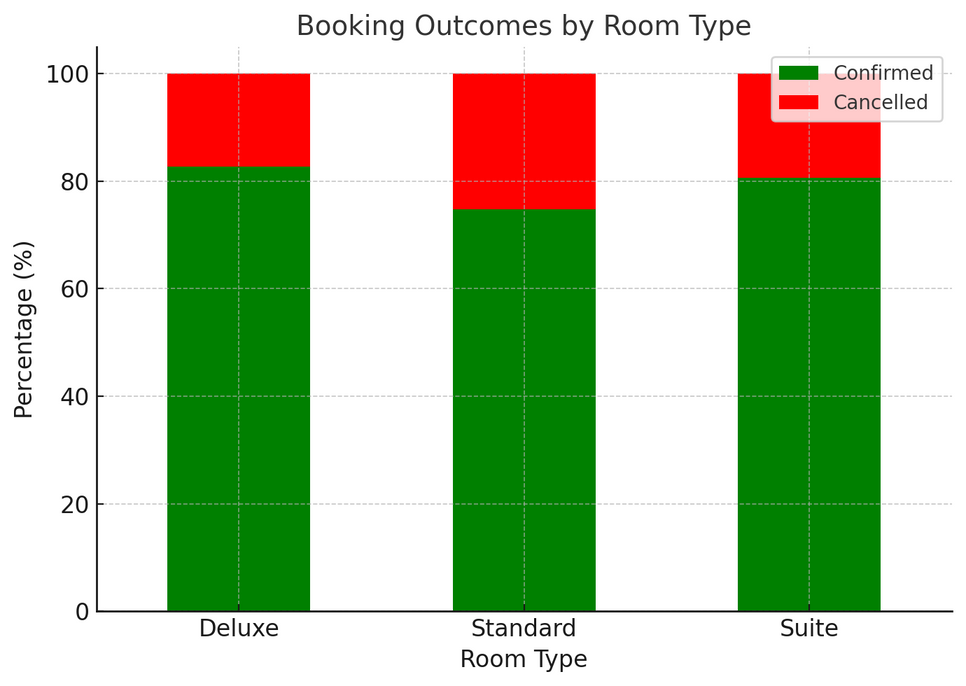 Booking Outcomes by Room Type
Confirmed
Cancelled
Percentage (%)
100
80
60
40
20
0
Deluxe Standard Suite
Room Type